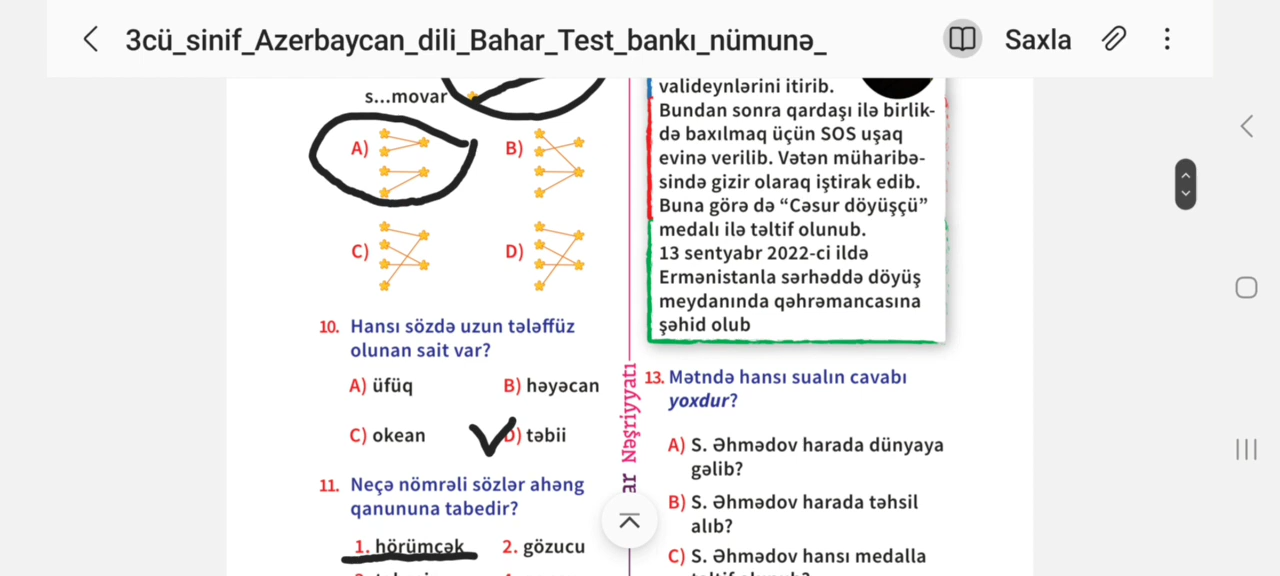 3cü_sinif_Azerbaycan_dili_Bahar_Test_bankı_nümunə_
Saxla
s...movar
A)
B)
C)
D)
10. Hansı sözdə uzun tələffüz
olunan sait var?
A) üfüq
B) həyəcan
C) okean
D) təbii
11. Neçə nömrəli sözlər ahəng
qanununa tabedir?
1. hörümçək
2. gözucu
ar Nəşriyyatı
valideynlərini itirib.
Bundan sonra qardaşı ilə birlik-
də baxılmaq üçün SOS uşaq
evinə verilib. Vətən müharibə-
sində gizir olaraq iştirak edib.
Buna görə də “Cəsur döyüşçü”
medalı ilə təltif olunub.
13 sentyabr 2022-ci ildə
Ermənistanla sərhəddə döyüş
meydanında qəhrəmancasına
şəhid olub
13. Mətndə hansı sualın cavabı
yoxdur?
A) S. Əhmədov harada dünyaya
gəlib?
B) S. Əhmədov harada təhsil
alıb?
C) S. Əhmədov hansı medalla